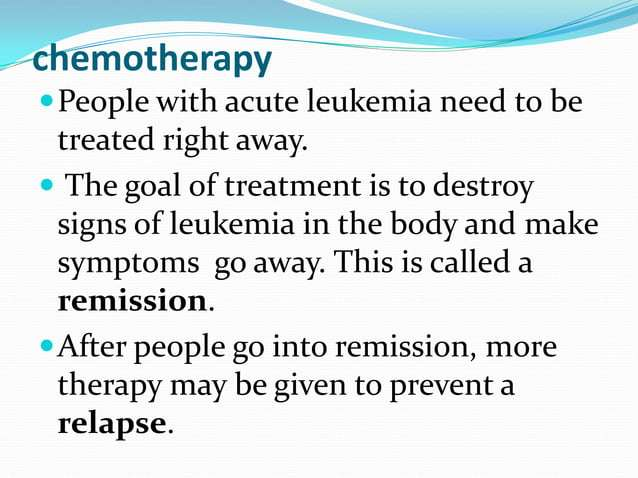 chemotherapy
•People with acute leukemia need to be
treated right away.
• The goal of treatment is to destroy
signs of leukemia in the body and make
symptoms  go away. This is called a
remission.
•After people go into remission, more
therapy may be given to prevent a
relapse.